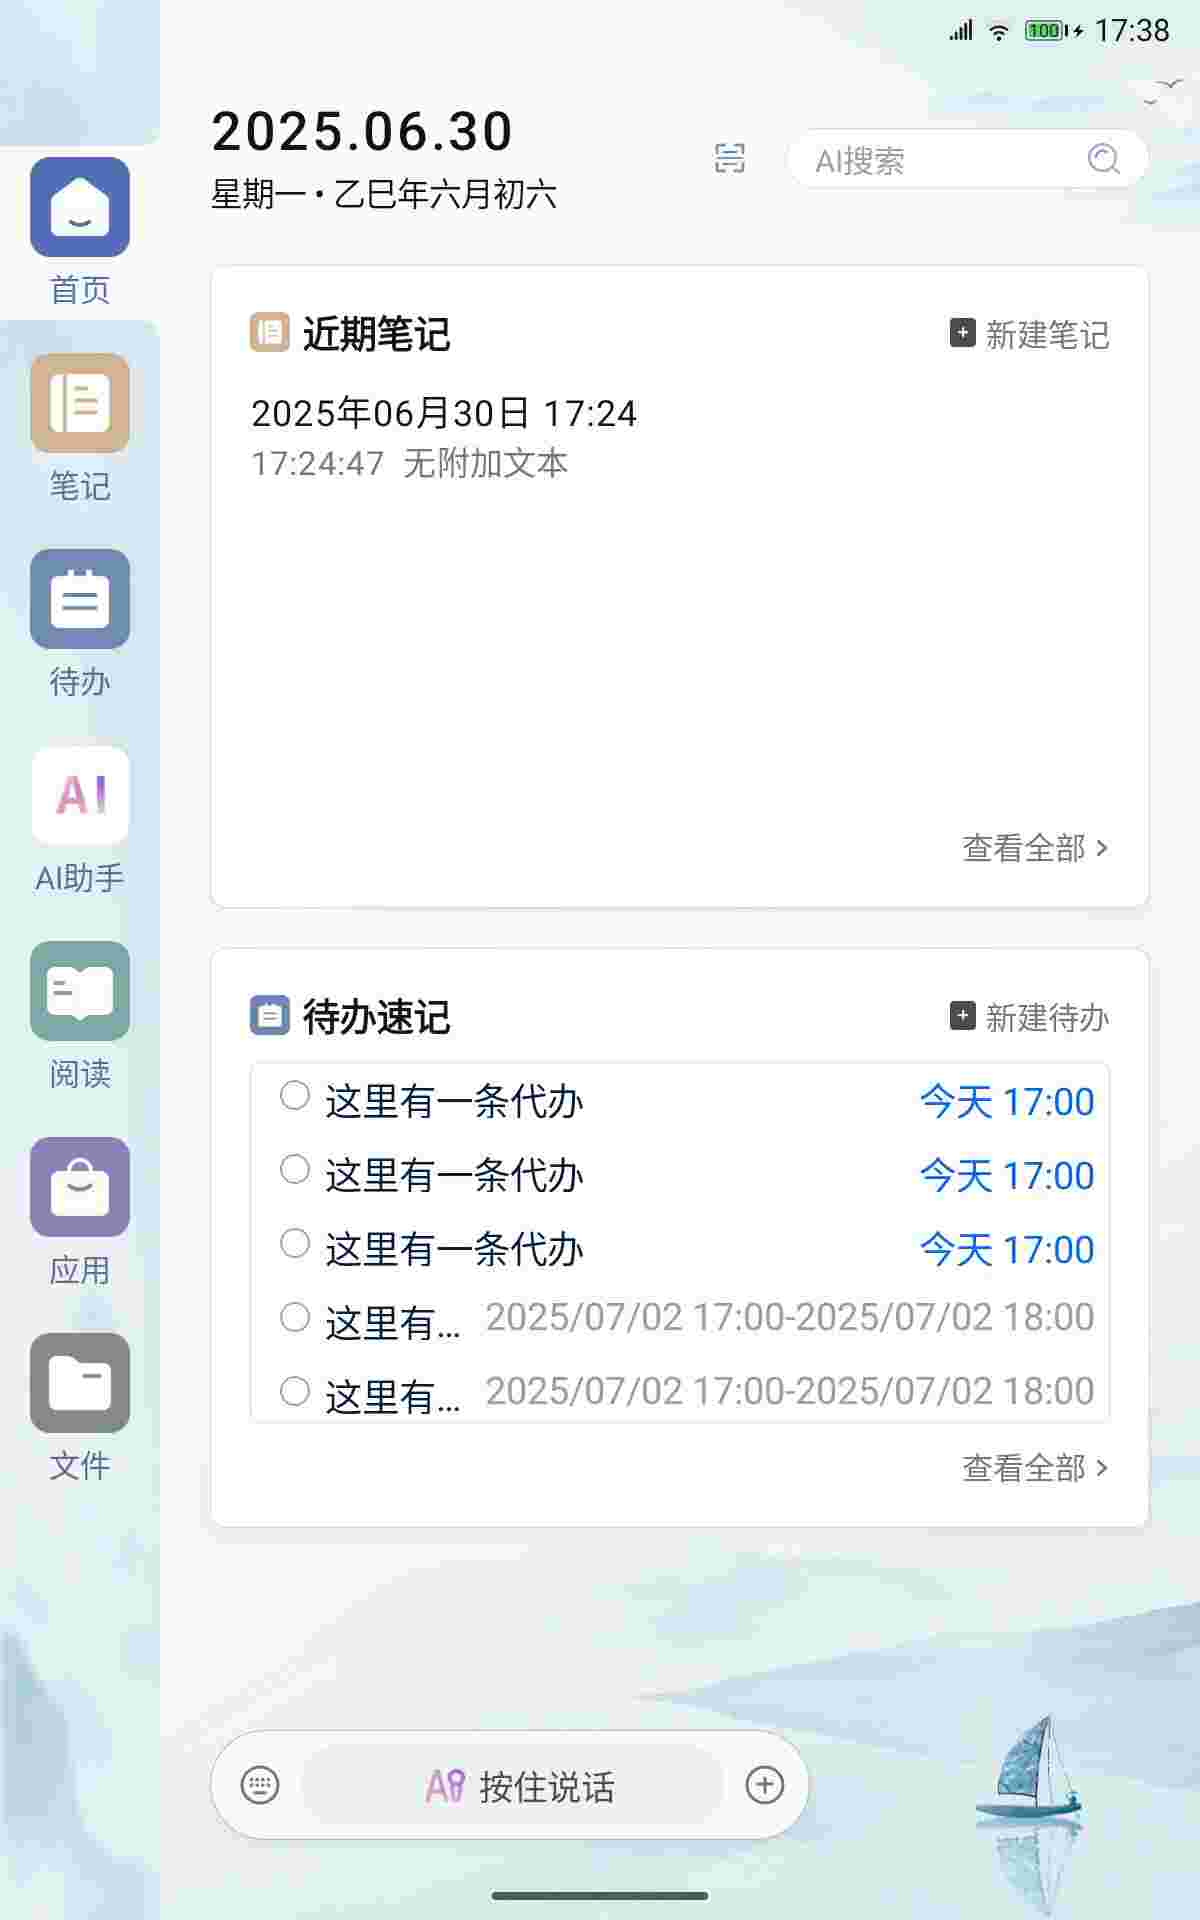 100 17:38
2025.06.30
星期一 • 乙巳年六月初六
AI搜索
首页
笔记
待办
AI
AI助手
阅读
应用
文件
近期笔记
新建笔记
2025年06月30日 17:24
17:24:47 无附加文本
查看全部 >
待办速记
新建待办
这里有一条代办 今天 17:00
这里有一条代办 今天 17:00
这里有一条代办 今天 17:00
这里有... 2025/07/02 17:00-2025/07/02 18:00
这里有... 2025/07/02 17:00-2025/07/02 18:00
查看全部 >
AI 按住说话